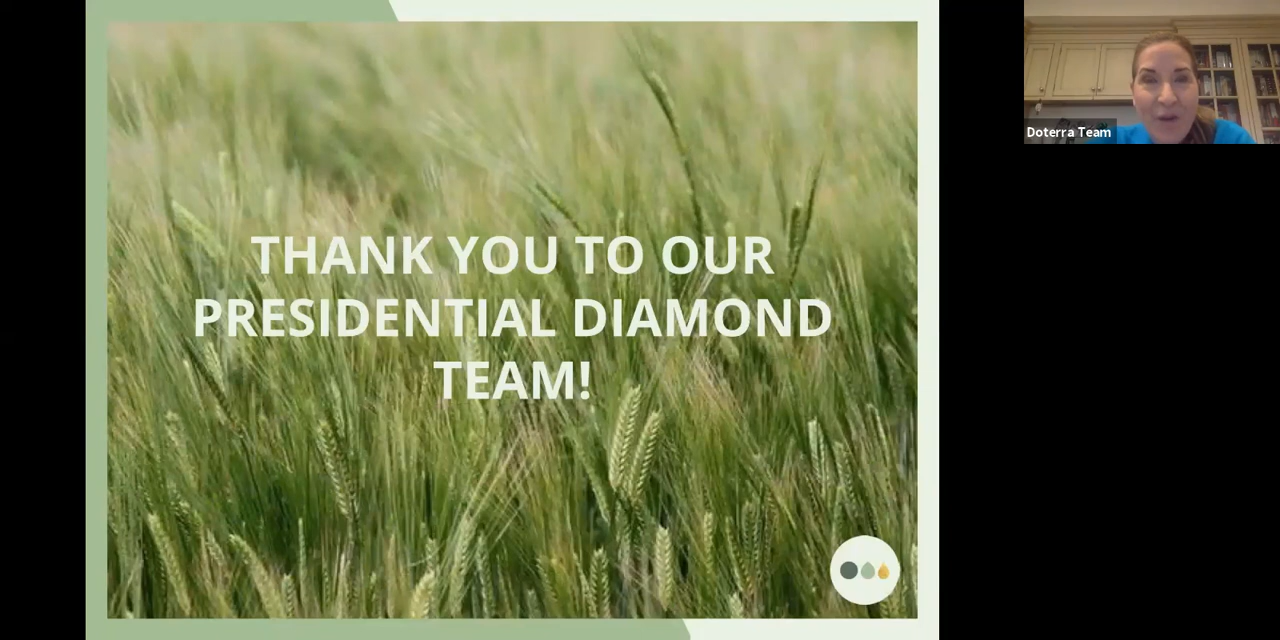 THANK YOU TO OUR
PRESIDENTIAL DIAMOND
TEAM!
Doterra Team